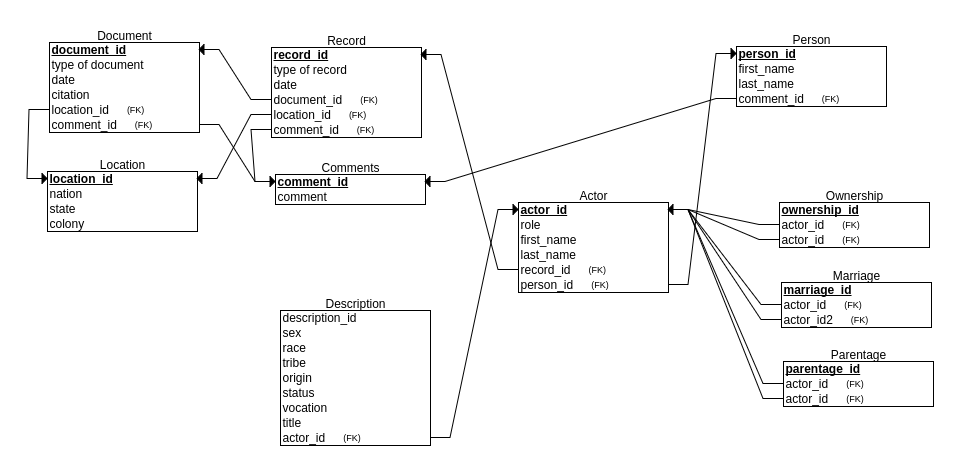 Document
document_id
type of document
date
citation
location_id (FK)
comment_id (FK)
Record
record_id
type of record
date
document_id (FK)
location_id (FK)
comment_id (FK)
Person
person_id
first_name
last_name
comment_id (FK)
Location
location_id
nation
state
colony
Comments
comment_id
comment
Actor
actor_id
role
first_name
last_name
record_id (FK)
person_id (FK)
Ownership
ownership_id
actor_id (FK)
actor_id (FK)
Marriage
marriage_id
actor_id (FK)
actor_id2 (FK)
Description
description_id
sex
race
tribe
origin
status
vocation
title
actor_id (FK)
Parentage
parentage_id
actor_id (FK)
actor_id (FK)